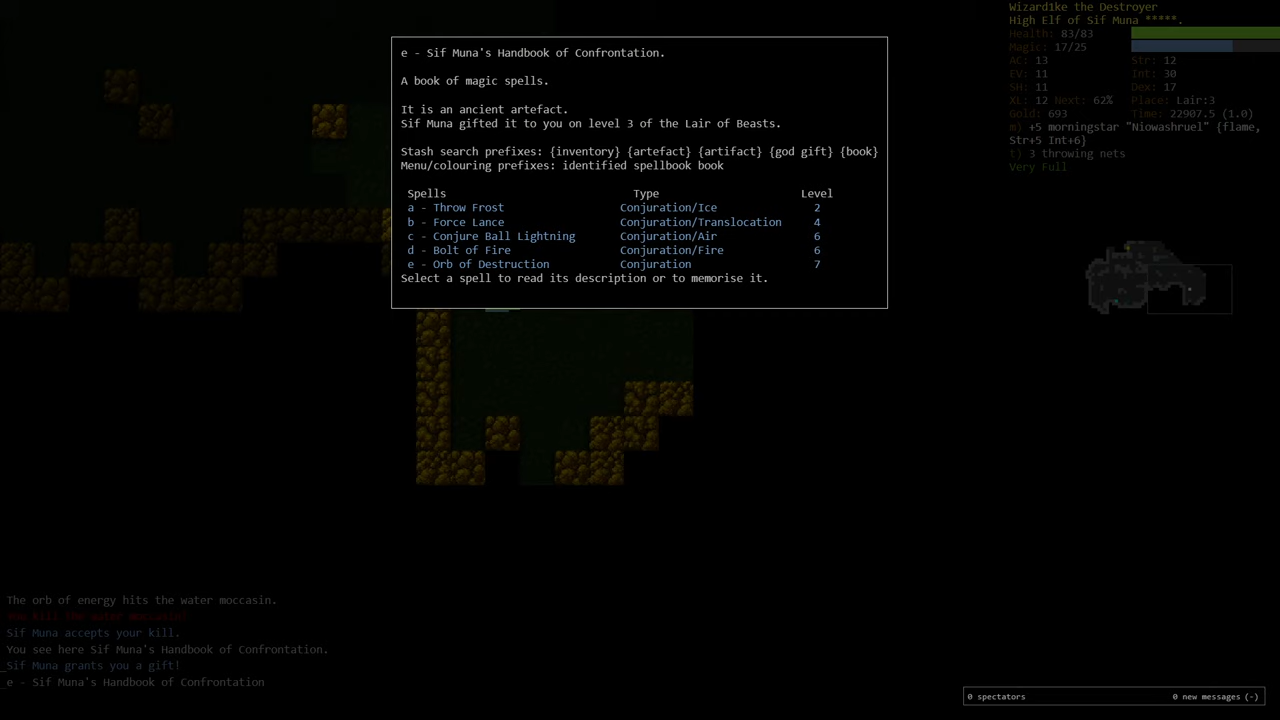 e - Sif Muna's Handbook of Confrontation.
A book of magic spells.
It is an ancient artefact.
Sif Muna gifted it to you on level 3 of the Lair of Beasts.
Stash search prefixes: {inventory} {artefact} {artifact} {god gift} {book}
Menu/colouring prefixes: identified spellbook book
Spells Type Level
a - Throw Frost Conjuration/Ice 2
b - Force Lance Conjuration/Translocation 4
c - Conjure Ball Lightning Conjuration/Air 6
d - Bolt of Fire Conjuration/Fire 6
e - Orb of Destruction Conjuration 7
Select a spell to read its description or to memorise it.
Wizard1ke the Destroyer
High Elf of Sif Muna *****.
Health: 83/83
Magic: 17/25
AC: 13 Str: 12
EV: 11 Int: 30
SH: 11 Dex: 17
XL: 12 Next: 62% Place: Lair:3
Gold: 693 Time: 22907.5 (1.0)
m) +5 morningstar "Niowashruel" {flame,
Str+5 Int+6}
t) 3 throwing nets
Very Full
The orb of energy hits the water moccasin.
You kill the water moccasin!
Sif Muna accepts your kill.
You see here Sif Muna's Handbook of Confrontation.
_Sif Muna grants you a gift!
_e - Sif Muna's Handbook of Confrontation
0 spectators 0 new messages (-)